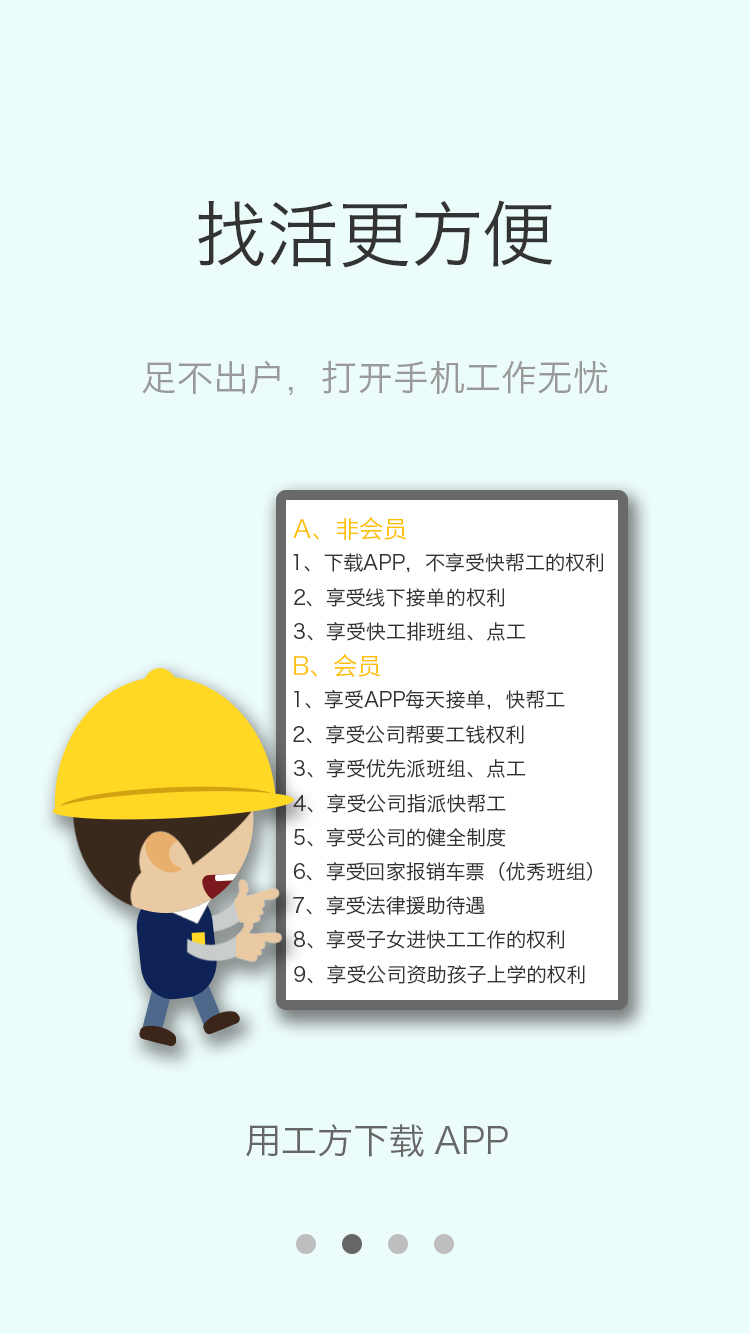 找活更方便
足不出户，打开手机工作无忧
A、非会员
1、下载APP，不享受快帮工的权利
2、享受线下接单的权利
3、享受快工排班组、点工
B、会员
1、享受APP每天接单，快帮工
2、享受公司帮要工钱权利
3、享受优先派班组、点工
4、享受公司指派快帮工
5、享受公司的健全制度
6、享受回家报销车票（优秀班组）
7、享受法律援助待遇
8、享受子女进快工工作的权利
9、享受公司资助孩子上学的权利
用工方下载 APP